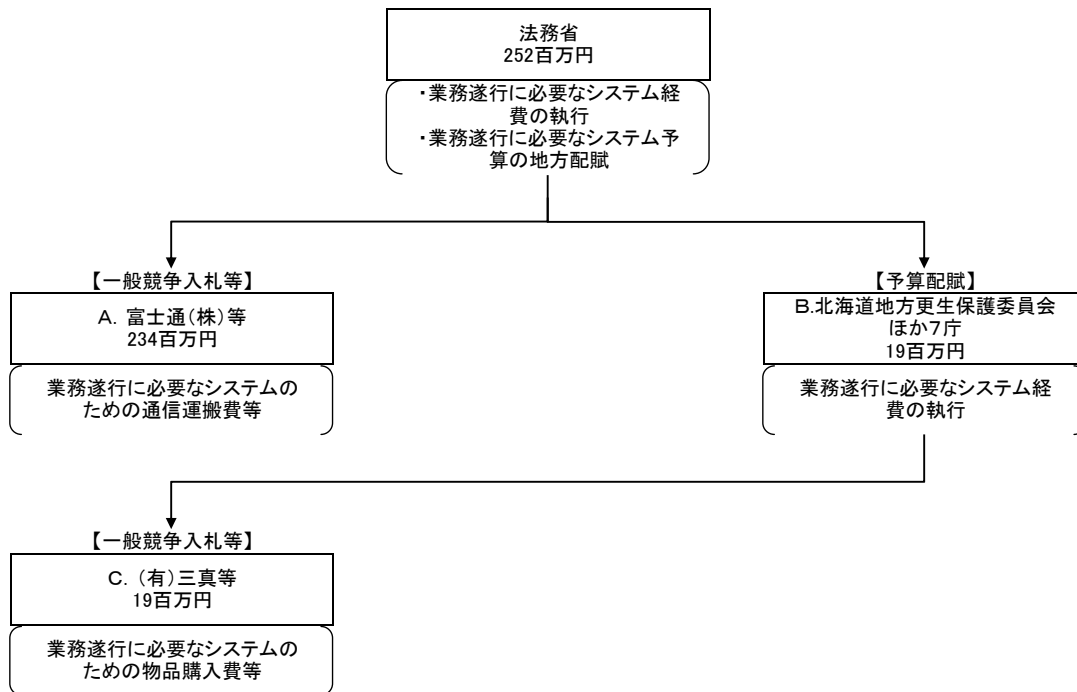 法務省
252百万円
・業務遂行に必要なシステム経
費の執行
・業務遂行に必要なシステム予
算の地方配賦
【一般競争入札等】
A. 富士通(株)等
234百万円
業務遂行に必要なシステムの
ための通信運搬費等
【予算配賦】
B.北海道地方更生保護委員会
ほか7庁
19百万円
業務遂行に必要なシステム経
費の執行
【一般競争入札等】
C. (有)三真等
19百万円
業務遂行に必要なシステムの
ための物品購入費等